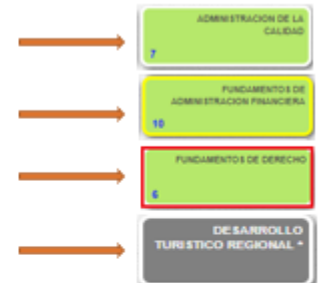 ADMINISTRACION DE LA
CALIDAD
7
FUNDAMENTOS DE
ADMINISTRACION FINANCIERA
10
FUNDAMENTOS DE DERECHO
6
DESARROLLO
TURISTICO REGIONAL *